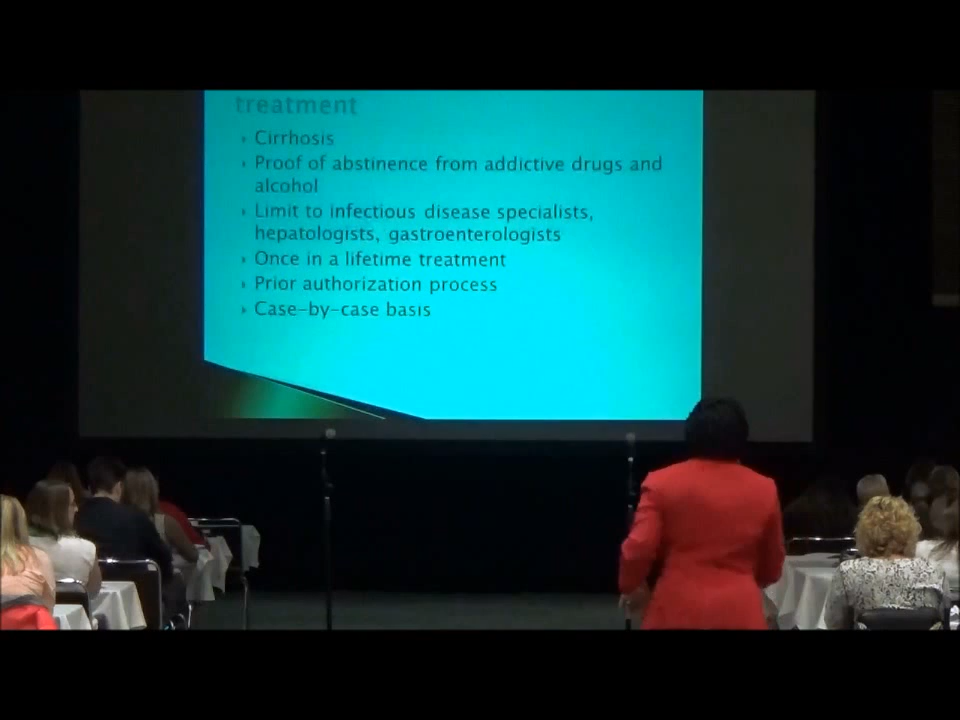 treatment
Cirrhosis
Proof of abstinence from addictive drugs and
alcohol
Limit to infectious disease specialists,
hepatologists, gastroenterologists
Once in a lifetime treatment
Prior authorization process
Case-by-case basis